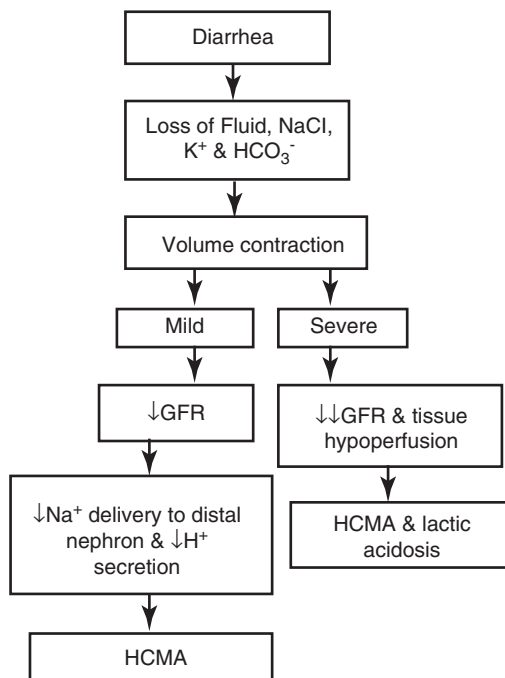 Diarrhea
Loss of Fluid, NaCl,
K⁺ & HCO₃⁻
Volume contraction
Mild
Severe
↓GFR
↓↓GFR & tissue
hypoperfusion
↓Na⁺ delivery to distal
nephron & ↓H⁺
secretion
HCMA & lactic
acidosis
HCMA